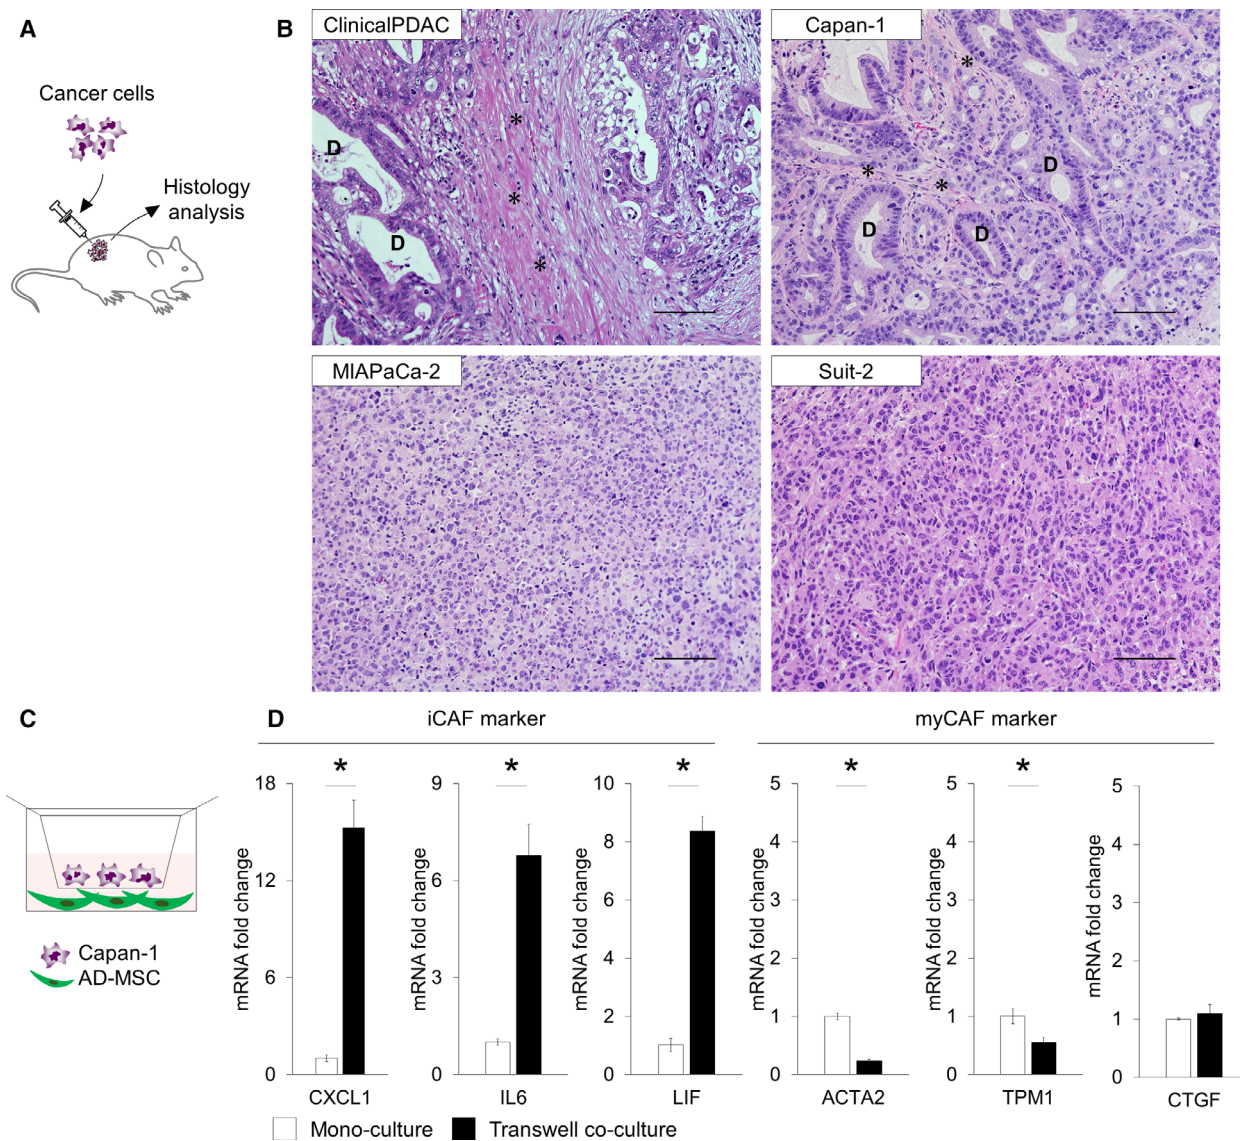 A
Cancer cells
Histology
analysis
B
ClinicalPDAC
*
*
*
D
D
Capan-1
*
*
*
D
D
D
MIAPaCa-2
Suit-2
C
Capan-1
AD-MSC
D
iCAF marker
myCAF marker
mRNA fold change
18
12
6
0
*
CXCL1
mRNA fold change
9
6
3
0
*
IL6
mRNA fold change
10
8
6
4
2
0
*
LIF
mRNA fold change
5
4
3
2
1
0
*
ACTA2
mRNA fold change
5
4
3
2
1
0
*
TPM1
mRNA fold change
5
4
3
2
1
0
CTGF
Mono-culture
Transwell co-culture